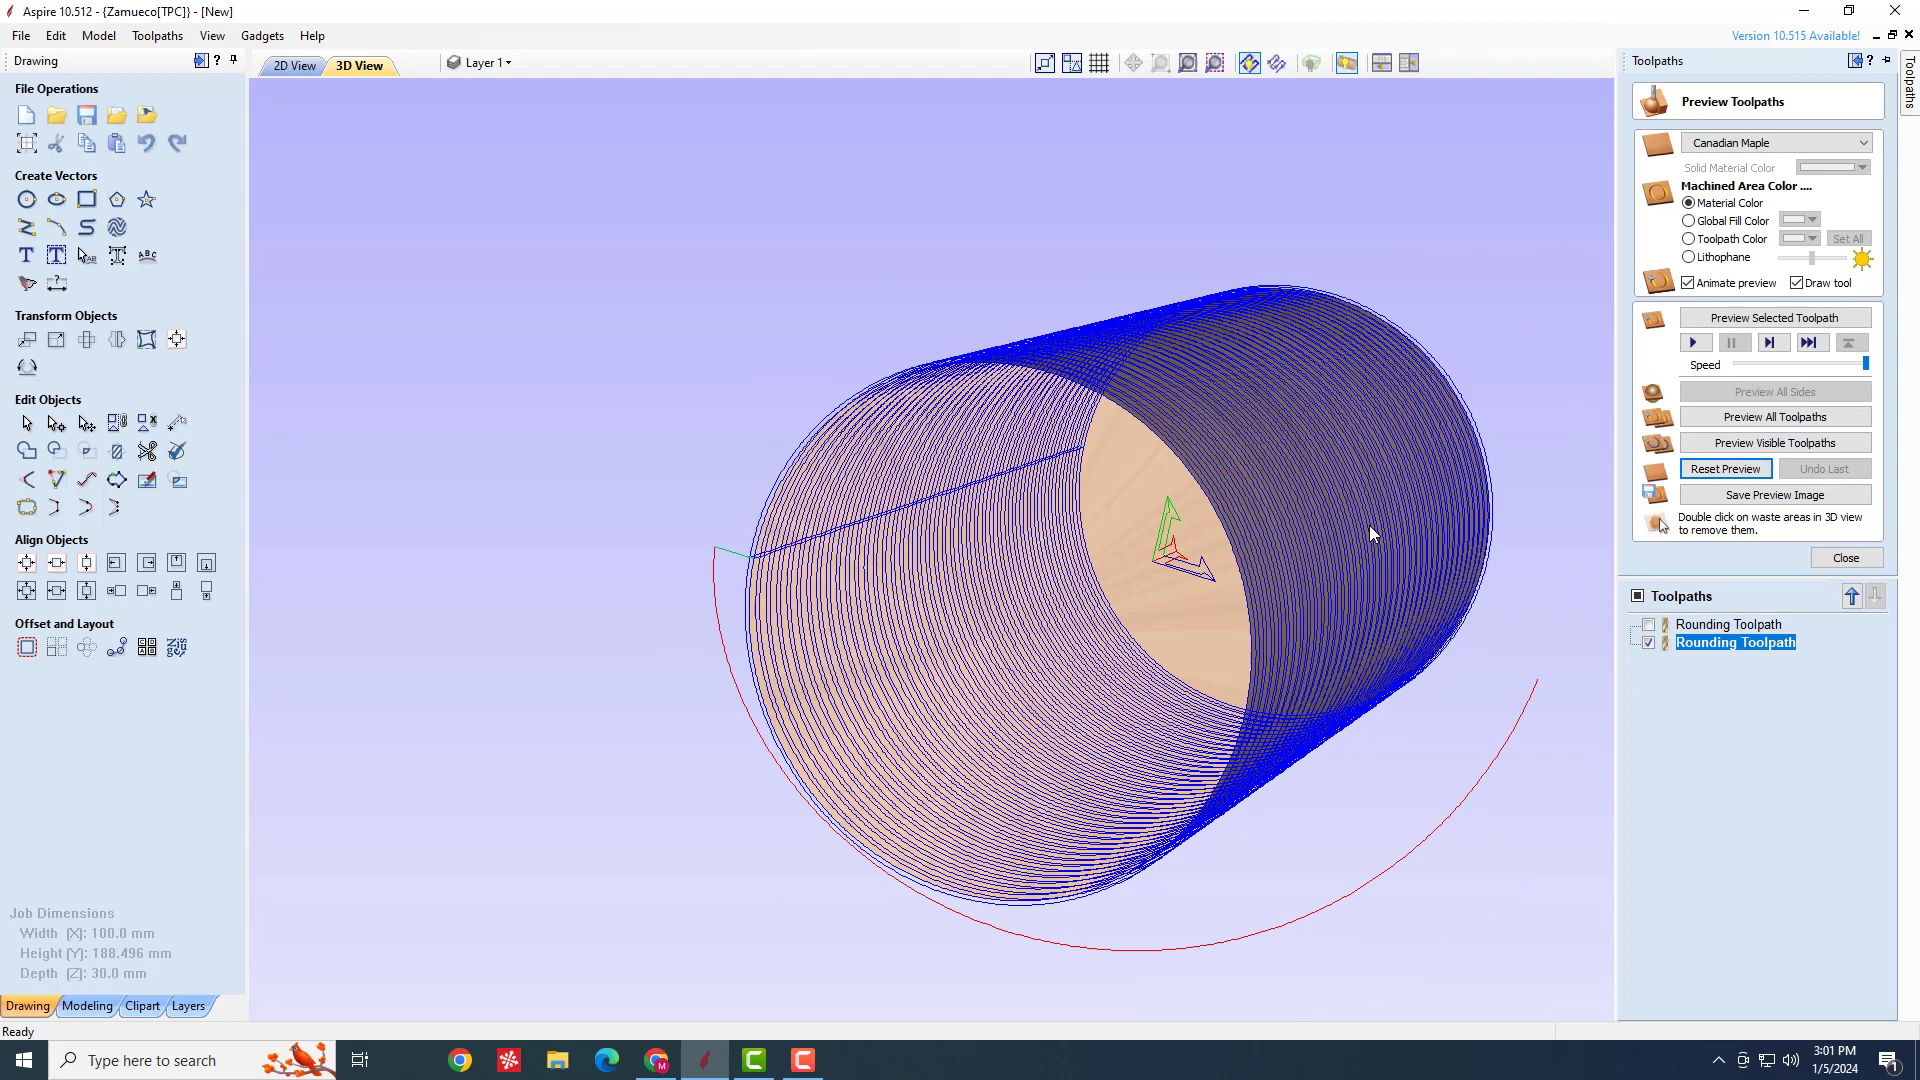 Aspire 10.512 - {Zamueco[TPC]} - [New]
File Edit Model Toolpaths View Gadgets Help
Version 10.515 Available!
Drawing
2D View
3D View
Layer 1
Toolpaths
Toolpaths
File Operations
Preview Toolpaths
Canadian Maple
Solid Material Color
Create Vectors
Machined Area Color ....
Material Color
Global Fill Color
Toolpath Color
Set All
Lithophane
Animate preview
Draw tool
Transform Objects
Preview Selected Toolpath
Speed
Edit Objects
Preview All Sides
Preview All Toolpaths
Preview Visible Toolpaths
Reset Preview
Undo Last
Save Preview Image
Double click on waste areas in 3D view
to remove them.
Align Objects
Close
Toolpaths
Offset and Layout
Rounding Toolpath
Rounding Toolpath
Job Dimensions
Width (X): 100.0 mm
Height (Y): 188.496 mm
Depth (Z): 30.0 mm
Drawing Modeling Clipart Layers
Ready
Type here to search
3:01 PM
1/5/2024